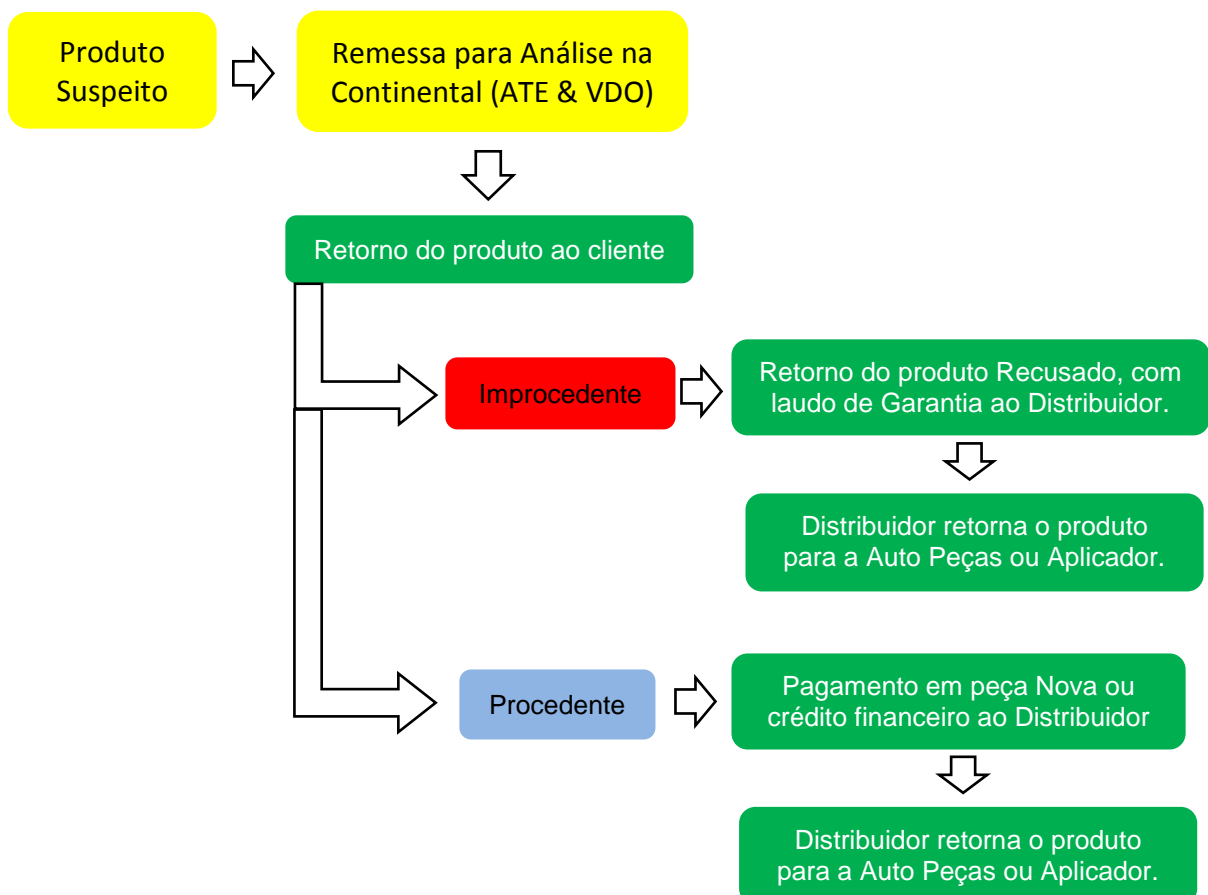 Produto
Suspeito
Remessa para Análise na
Continental (ATE & VDO)
Retorno do produto ao cliente
Improcedente
Retorno do produto Recusado, com
laudo de Garantia ao Distribuidor.
Distribuidor retorna o produto
para a Auto Peças ou Aplicador.
Procedente
Pagamento em peça Nova ou
crédito financeiro ao Distribuidor
Distribuidor retorna o produto
para a Auto Peças ou Aplicador.